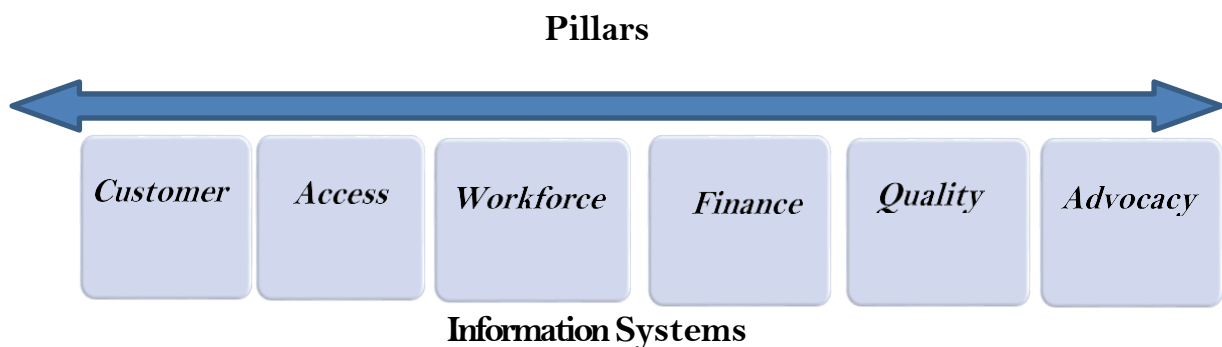 Pillars
Customer Access Workforce Finance Quality Advocacy
Information Systems